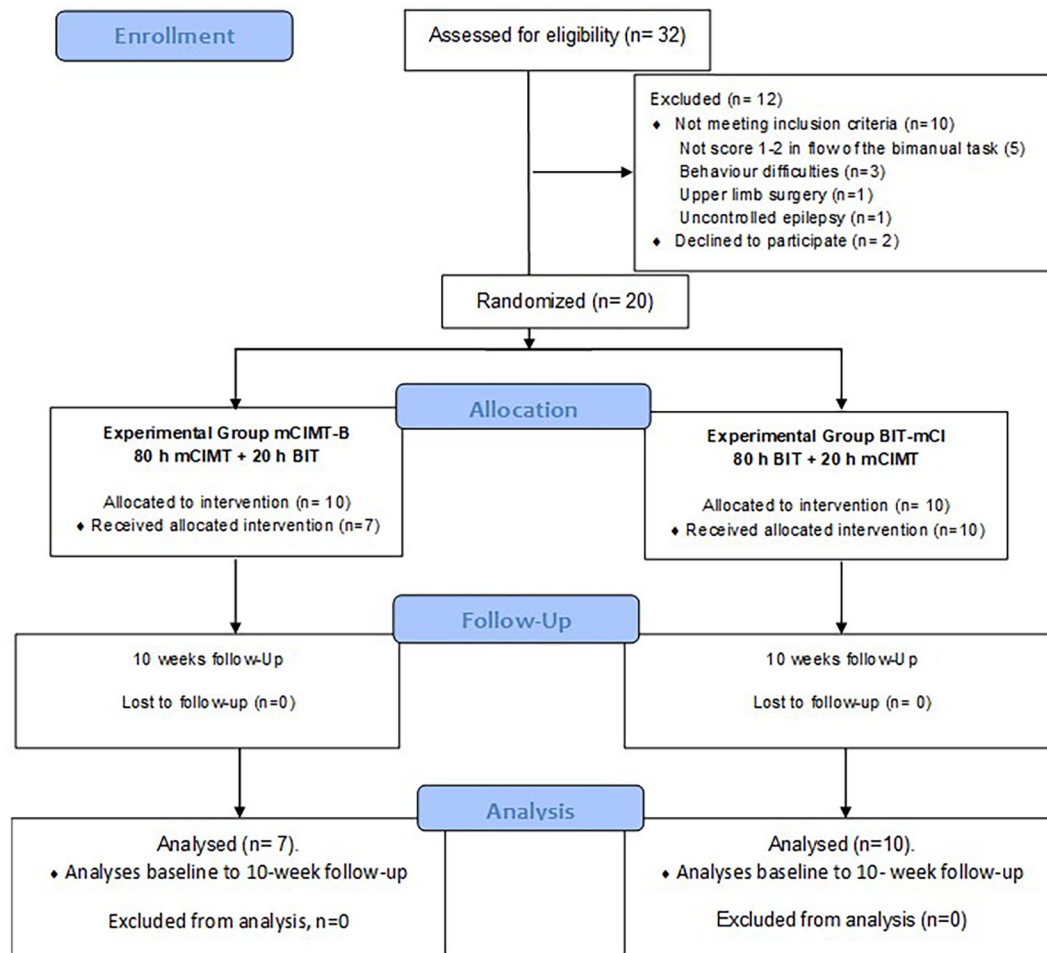 Enrollment
Assessed for eligibility (n= 32)
Excluded (n= 12)
♦ Not meeting inclusion criteria (n=10)
Not score 1-2 in flow of the bimanual task (5)
Behaviour difficulties (n=3)
Upper limb surgery (n=1)
Uncontrolled epilepsy (n=1)
♦ Declined to participate (n= 2)
Randomized (n= 20)
Allocation
Experimental Group mCIMT-B
80 h mCIMT + 20 h BIT
Allocated to intervention (n= 10)
♦ Received allocated intervention (n=7)
Experimental Group BIT-mCI
80 h BIT + 20 h mCIMT
Allocated to intervention (n= 10)
♦ Received allocated intervention (n=10)
Follow-Up
10 weeks follow-Up
Lost to follow-up (n=0)
10 weeks follow-Up
Lost to follow-up (n= 0)
Analysis
Analysed (n= 7).
♦ Analyses baseline to 10-week follow-up
Excluded from analysis, n=0
Analysed (n=10).
♦ Analyses baseline to 10- week follow-up
Excluded from analysis (n=0)